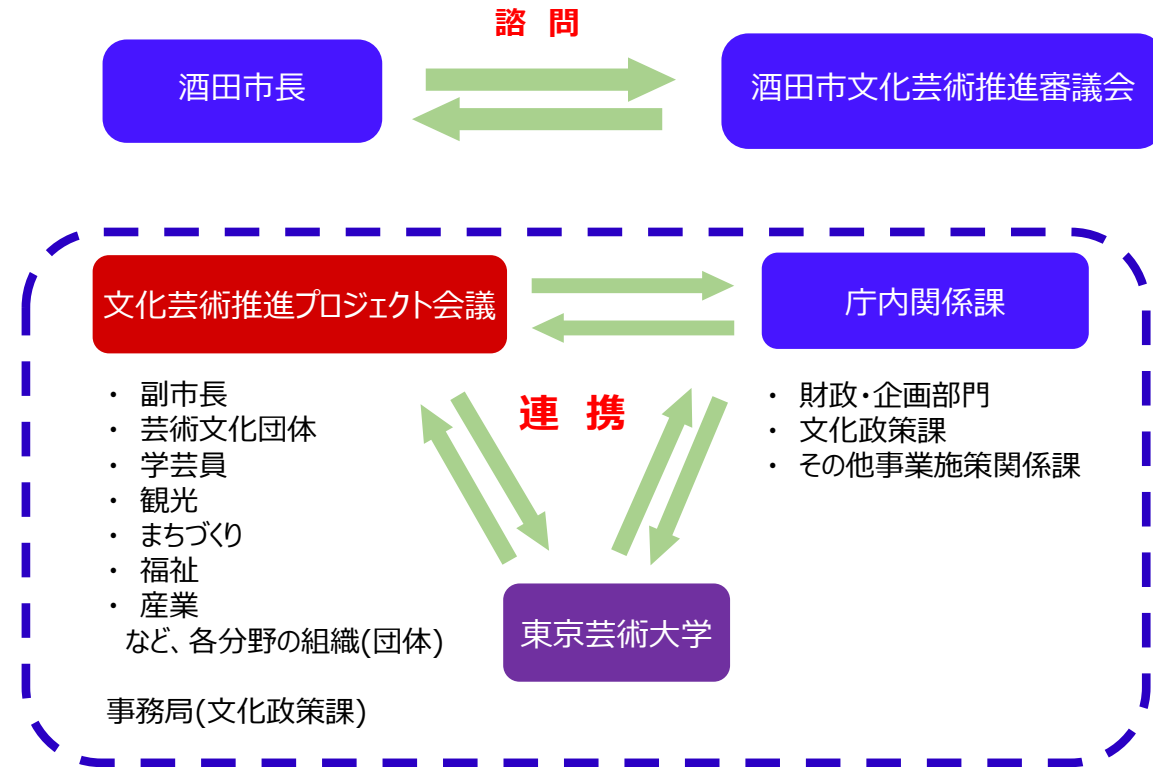 諮 問
酒田市長
酒田市文化芸術推進審議会
文化芸術推進プロジェクト会議
庁内関係課
・ 副市長
・ 芸術文化団体
・ 学芸員
・ 観光
・ まちづくり
・ 福祉
・ 産業
など、各分野の組織(団体)
連 携
・ 財政・企画部門
・ 文化政策課
・ その他事業施策関係課
東京芸術大学
事務局(文化政策課)